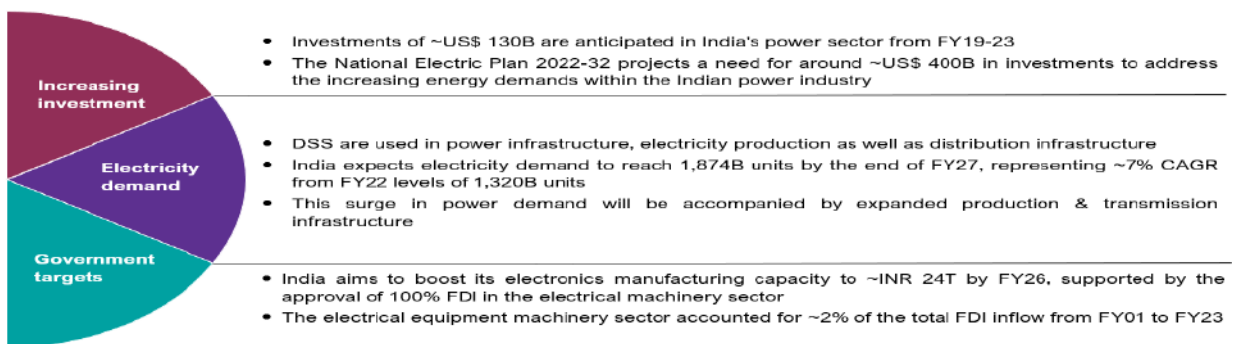 Increasing
investment
• Investments of ~US$ 130B are anticipated in India's power sector from FY19-23
• The National Electric Plan 2022-32 projects a need for around ~US$ 400B in investments to address
the increasing energy demands within the Indian power industry
Electricity
demand
• DSS are used in power infrastructure, electricity production as well as distribution infrastructure
• India expects electricity demand to reach 1,874B units by the end of FY27, representing ~7% CAGR
from FY22 levels of 1,320B units
• This surge in power demand will be accompanied by expanded production & transmission
infrastructure
Government
targets
• India aims to boost its electronics manufacturing capacity to ~INR 24T by FY26, supported by the
approval of 100% FDI in the electrical machinery sector
• The electrical equipment machinery sector accounted for ~2% of the total FDI inflow from FY01 to FY23